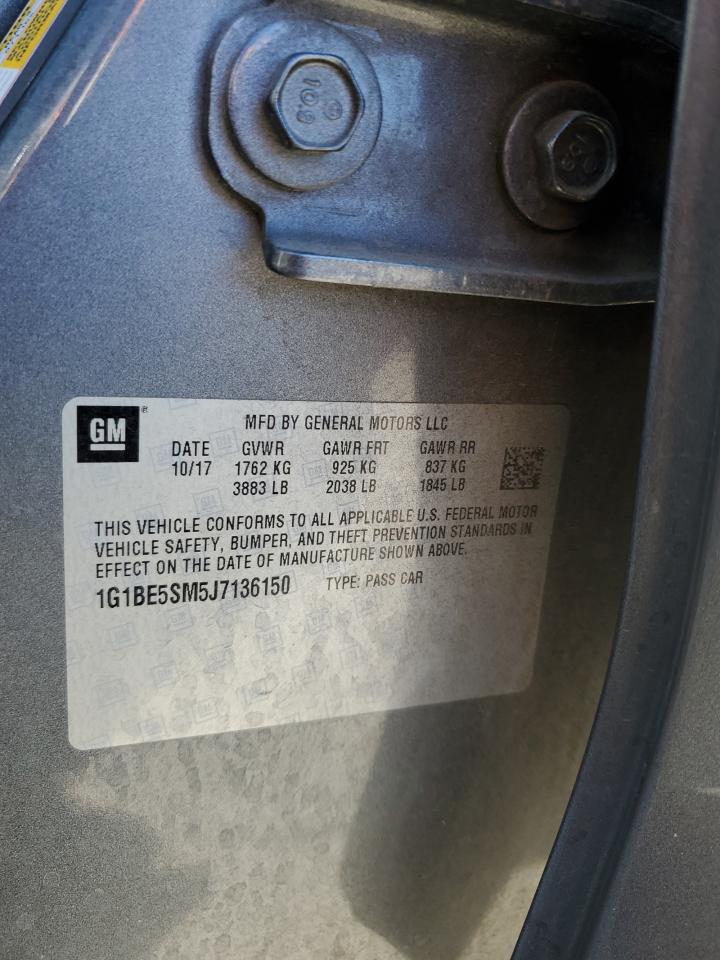 10.9
GM
MFD BY GENERAL MOTORS LLC
DATE GVWR GAWR FRT GAWR RR
10/17 1762 KG 925 KG 837 KG
3883 LB 2038 LB 1845 LB
THIS VEHICLE CONFORMS TO ALL APPLICABLE U.S. FEDERAL MOTOR
VEHICLE SAFETY, BUMPER, AND THEFT PREVENTION STANDARDS IN
EFFECT ON THE DATE OF MANUFACTURE SHOWN ABOVE.
1G1BE5SM5J7136150 TYPE: PASS CAR